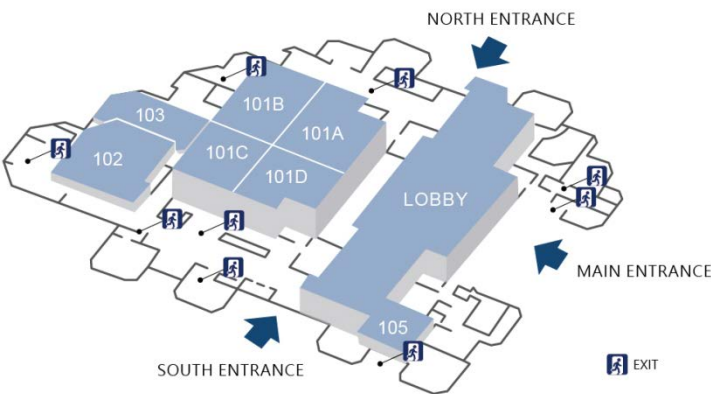 NORTH ENTRANCE
101B
103
101A
102
101C
101D
LOBBY
MAIN ENTRANCE
105
SOUTH ENTRANCE
EXIT